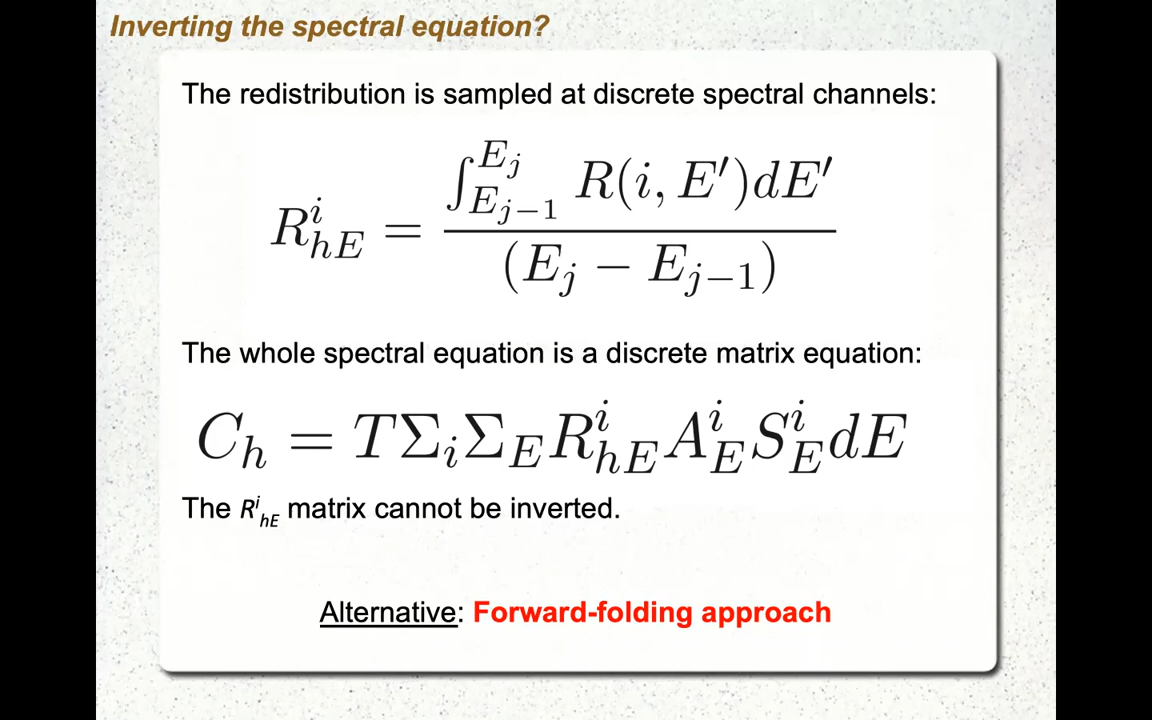 Inverting the spectral equation?
The redistribution is sampled at discrete spectral channels:
$R^i_{hE} = \frac{\int_{E_{j-1}}^{E_j} R(i, E')dE'}{(E_j - E_{j-1})}$
The whole spectral equation is a discrete matrix equation:
$C_h = T\Sigma_i\Sigma_E R^i_{hE} A^i_E S^i_E dE$
The $R^i_{hE}$ matrix cannot be inverted.
Alternative: Forward-folding approach